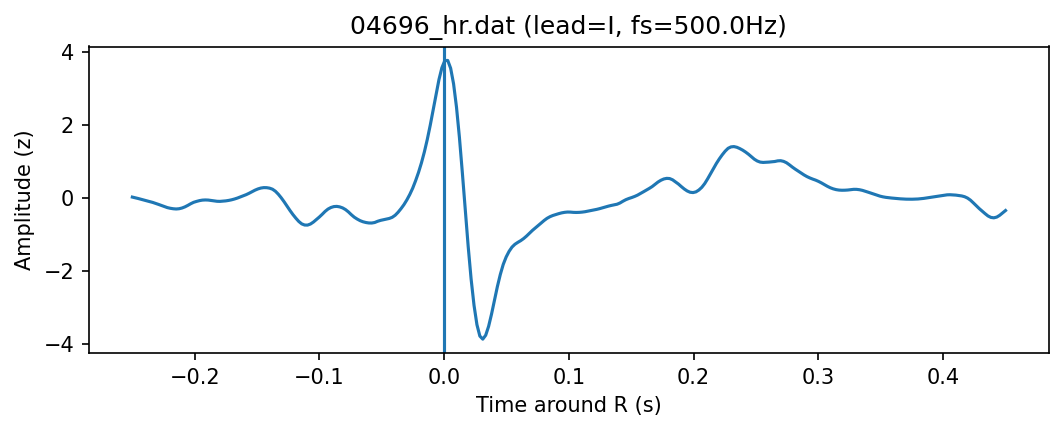 04696_hr.dat (lead=I, fs=500.0Hz)
Amplitude (z)
4
2
0
−2
−4
−0.2 −0.1 0.0 0.1 0.2 0.3 0.4
Time around R (s)